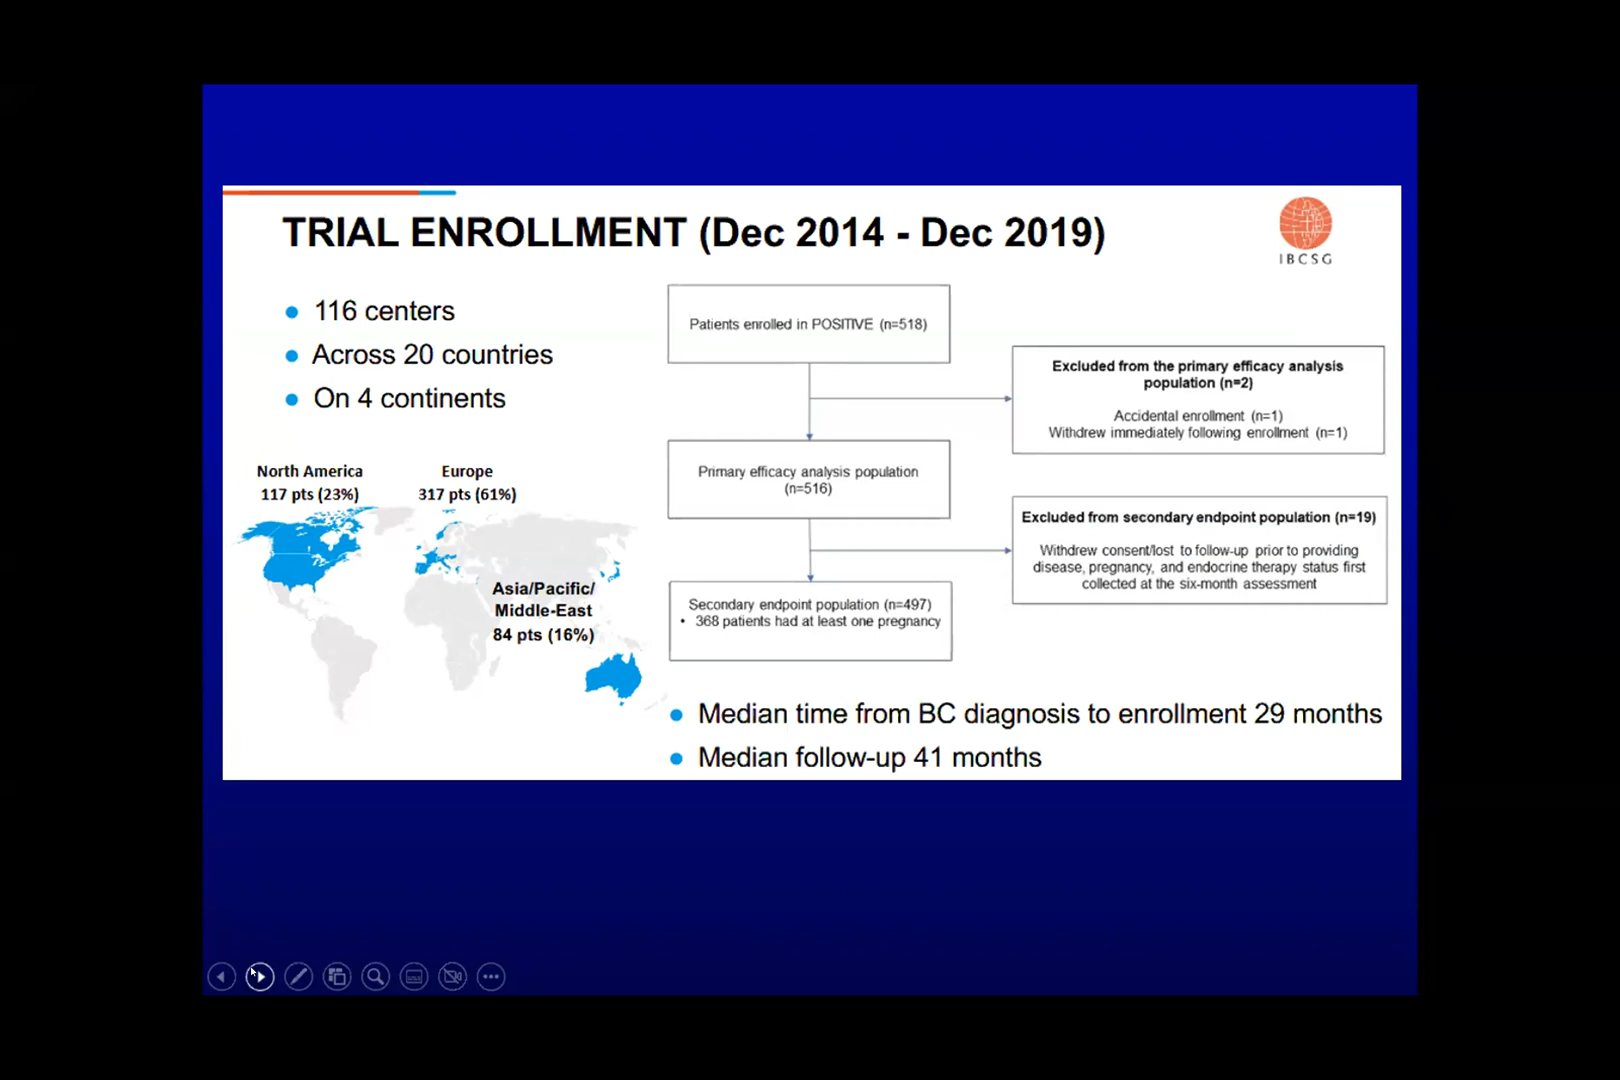 TRIAL ENROLLMENT (Dec 2014 - Dec 2019)
IBCSG
116 centers
Across 20 countries
On 4 continents
North America
117 pts (23%)
Europe
317 pts (61%)
Asia/Pacific/
Middle-East
84 pts (16%)
Patients enrolled in POSITIVE (n=518)
Excluded from the primary efficacy analysis
population (n=2)
Accidental enrollment (n=1)
Withdrew immediately following enrollment (n=1)
Primary efficacy analysis population
(n=516)
Excluded from secondary endpoint population (n=19)
Withdrew consent/lost to follow-up prior to providing
disease, pregnancy, and endocrine therapy status first
collected at the six-month assessment
Secondary endpoint population (n=497)
• 368 patients had at least one pregnancy
Median time from BC diagnosis to enrollment 29 months
Median follow-up 41 months